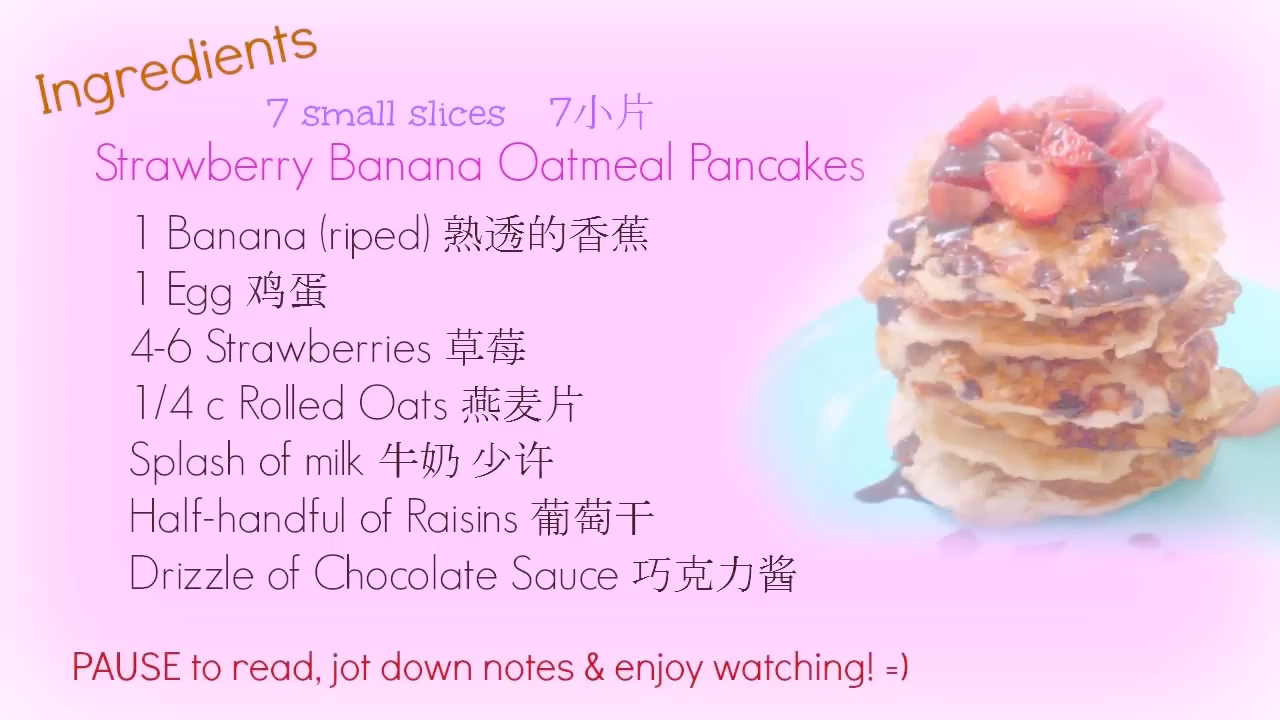 Ingredients
7 small slices 7小片
Strawberry Banana Oatmeal Pancakes
1 Banana (riped) 熟透的香蕉
1 Egg 鸡蛋
4-6 Strawberries 草莓
1/4 c Rolled Oats 燕麦片
Splash of milk 牛奶 少许
Half-handful of Raisins 葡萄干
Drizzle of Chocolate Sauce 巧克力酱
PAUSE to read, jot down notes & enjoy watching! =)